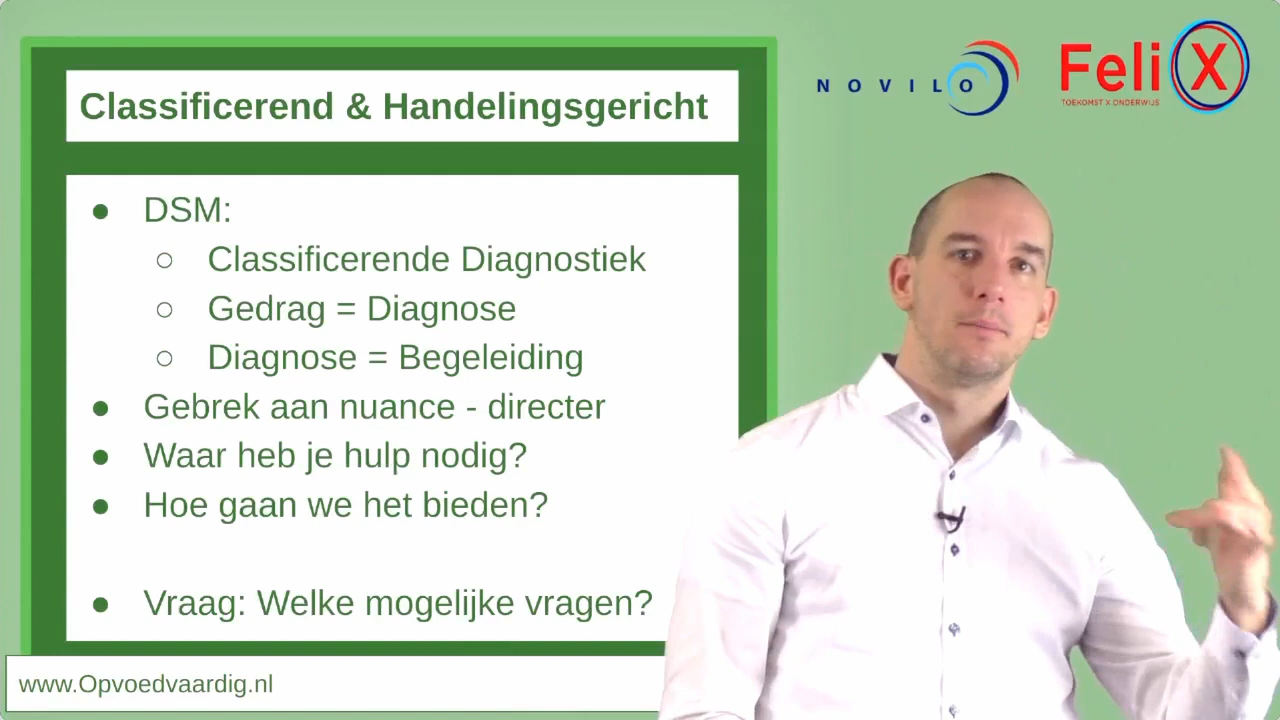 Classificerend & Handelingsgericht
● DSM:
○ Classificerende Diagnostiek
○ Gedrag = Diagnose
○ Diagnose = Begeleiding
● Gebrek aan nuance - directer
● Waar heb je hulp nodig?
● Hoe gaan we het bieden?
● Vraag: Welke mogelijke vragen?
www.Opvoedvaardig.nl
NOVILO
FeliX
TOEKOMST X ONDERWIJS